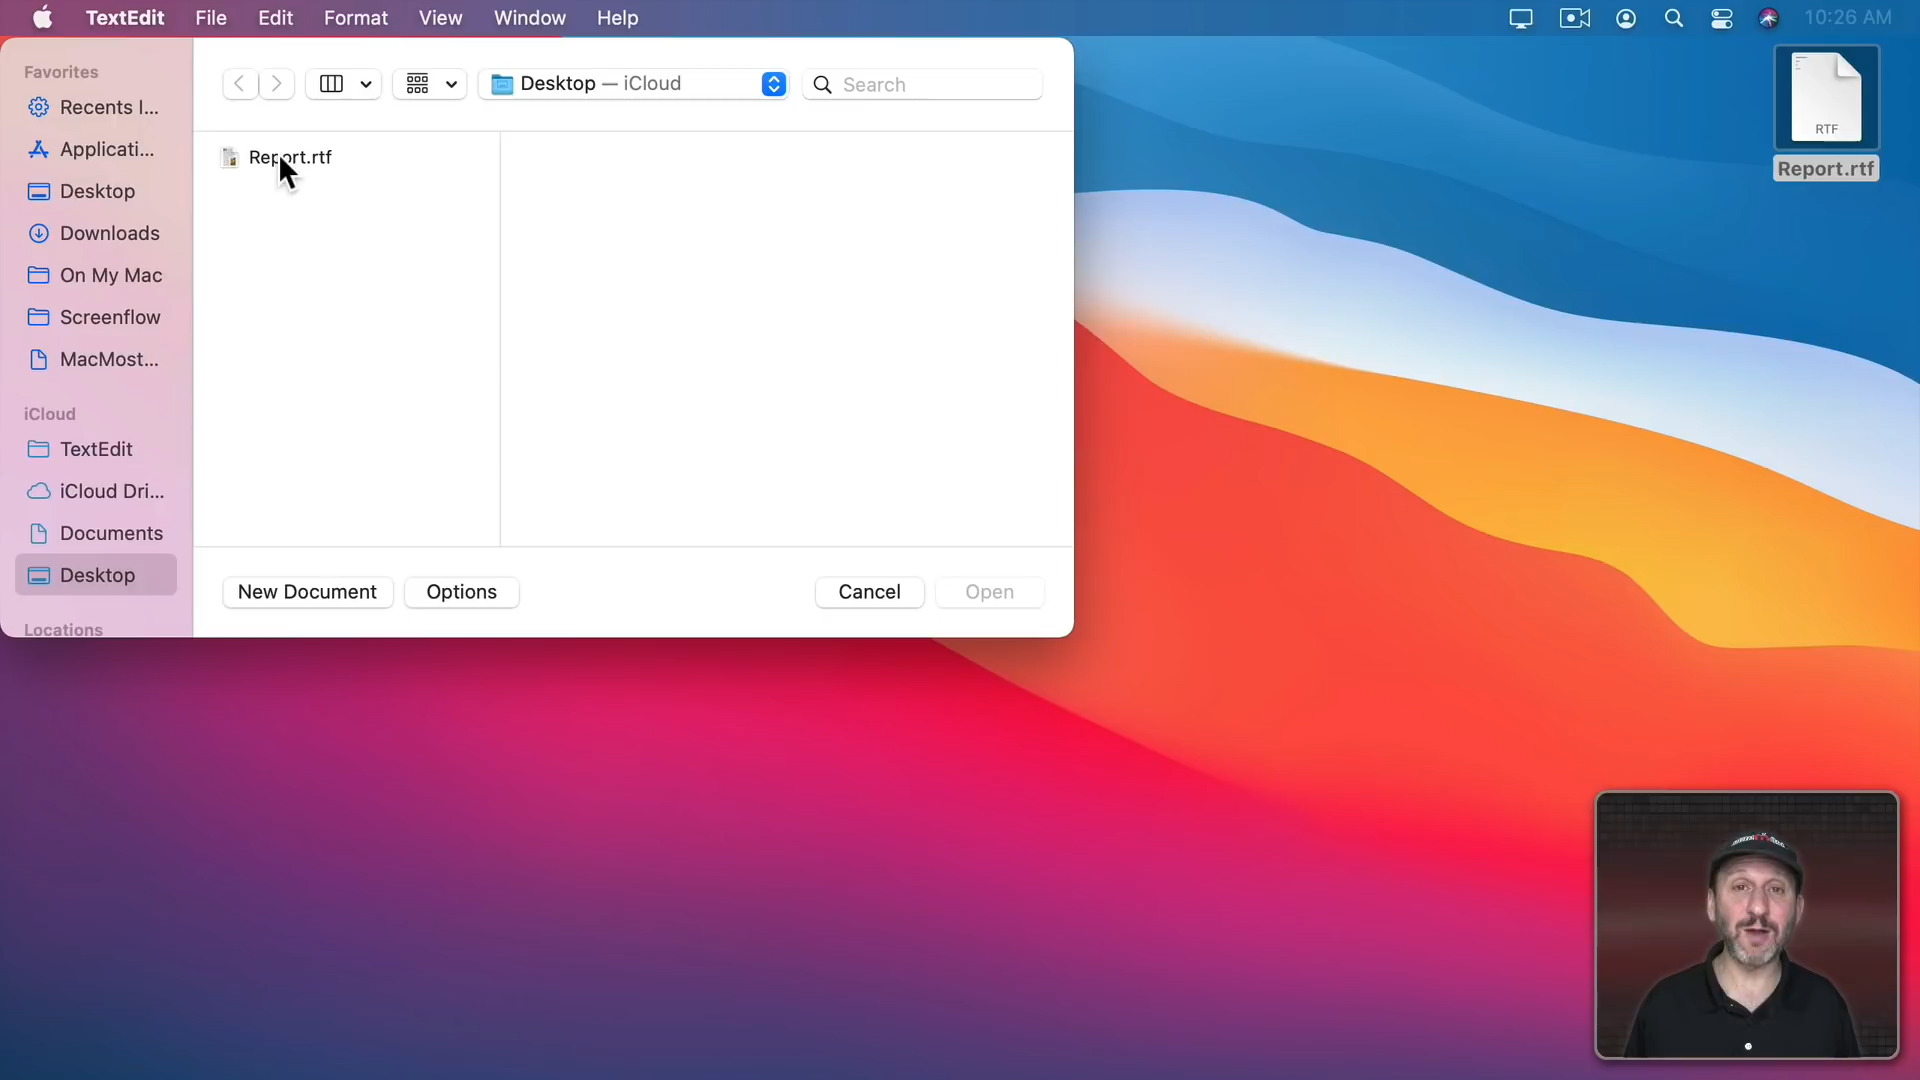 TextEdit File Edit Format View Window Help 10:26 AM
Favorites
Recents I...
Applicati...
Desktop
Downloads
On My Mac
Screenflow
MacMost...
iCloud
TextEdit
iCloud Dri...
Documents
Desktop
Locations
Desktop — iCloud
Search
Report.rtf
New Document
Options
Cancel
Open
RTF
Report.rtf